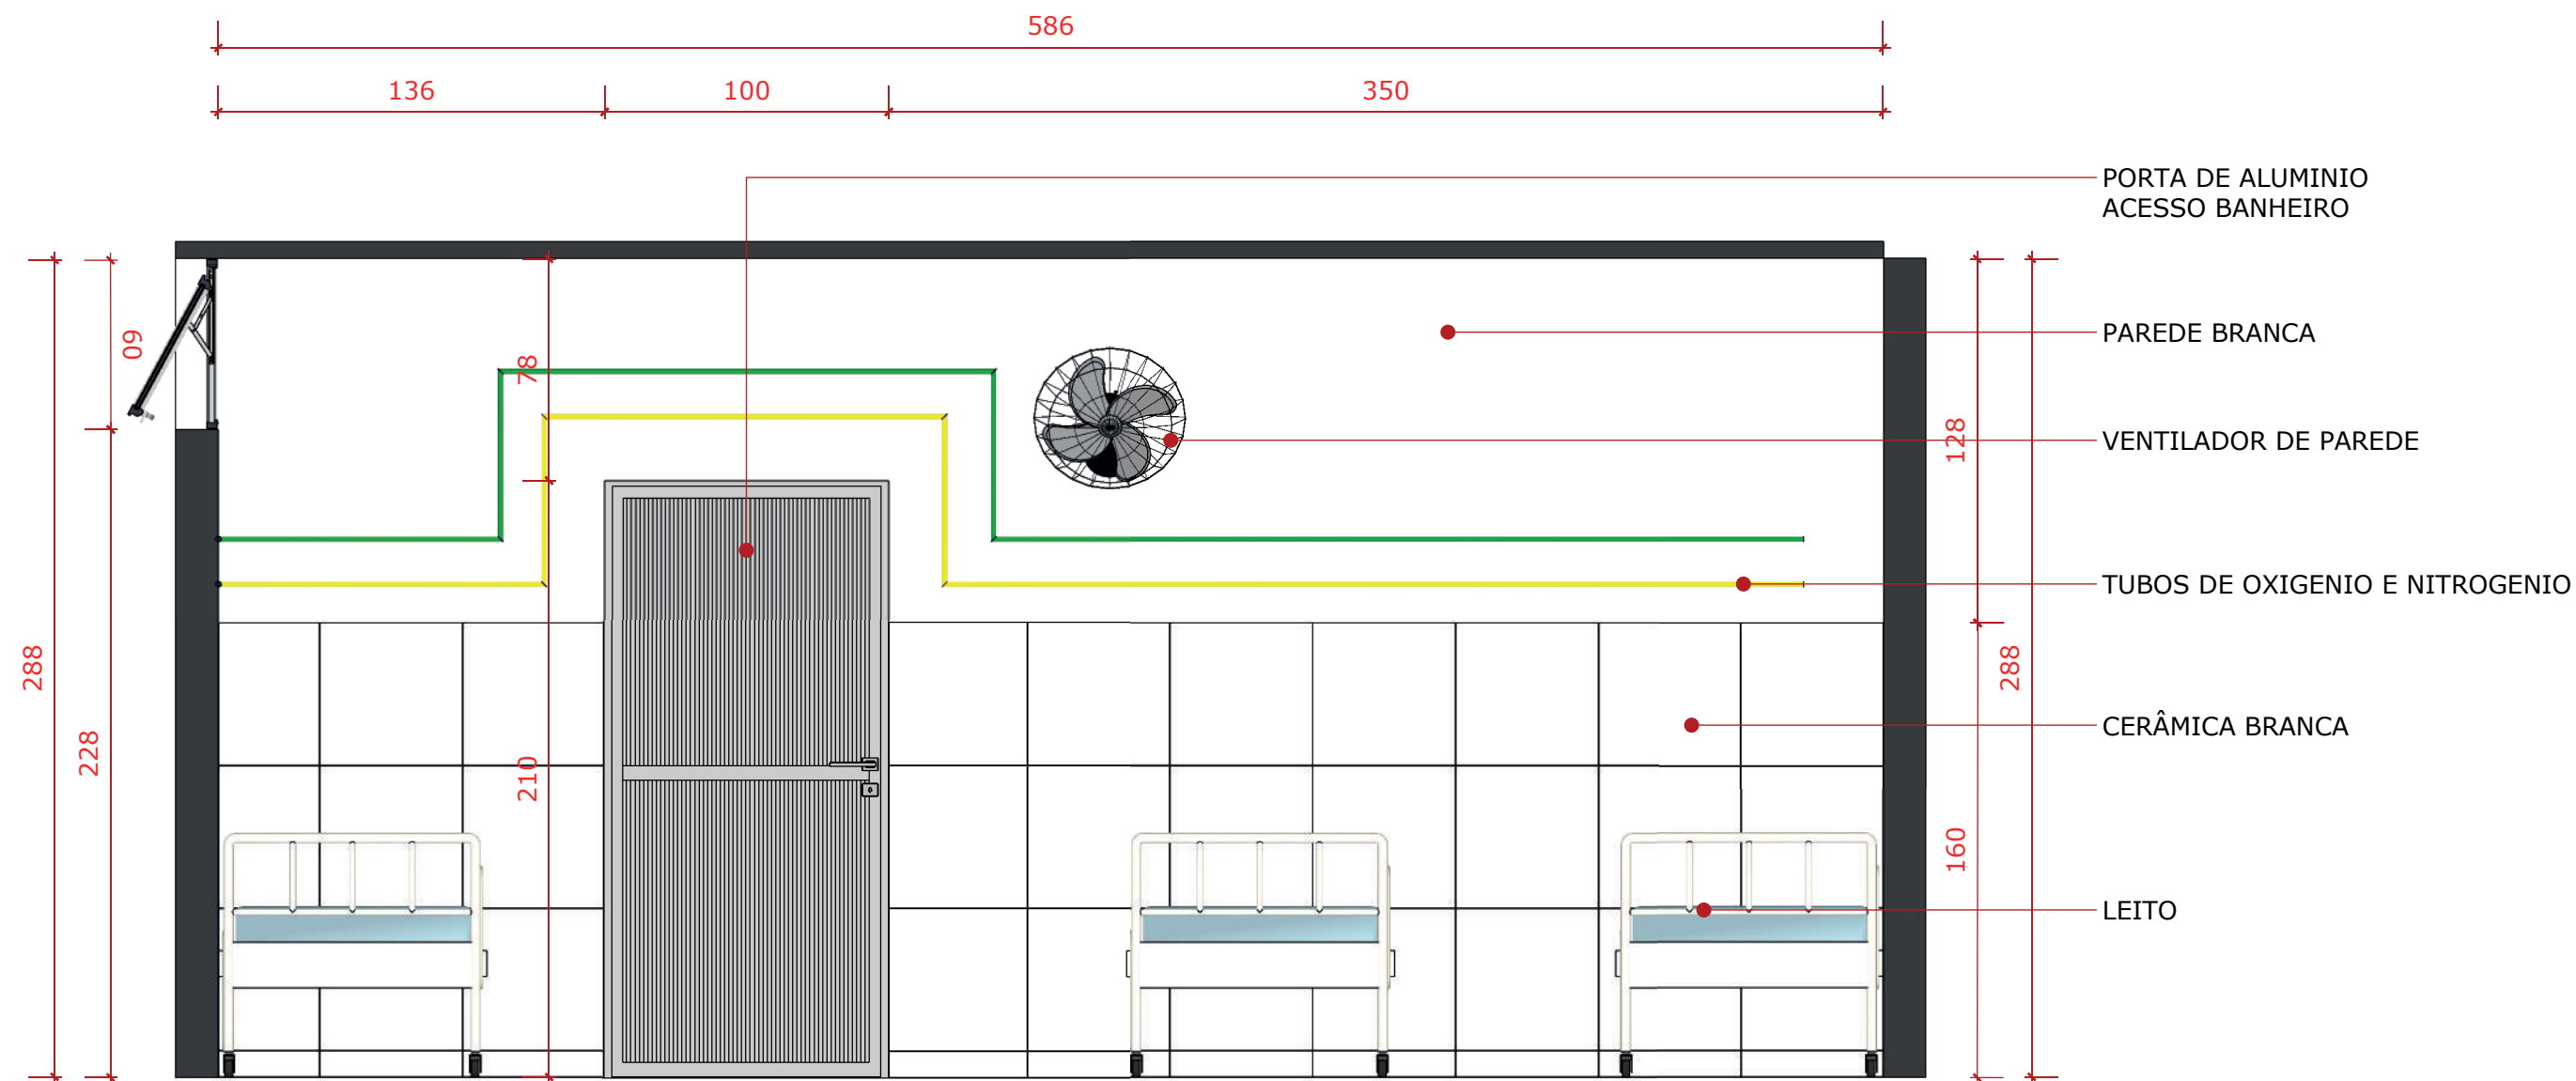 586
136
100
350
PORTA DE ALUMINIO
ACESSO BANHEIRO
60
78
PAREDE BRANCA
128
VENTILADOR DE PAREDE
TUBOS DE OXIGENIO E NITROGENIO
288
228
210
288
CERÂMICA BRANCA
160
LEITO